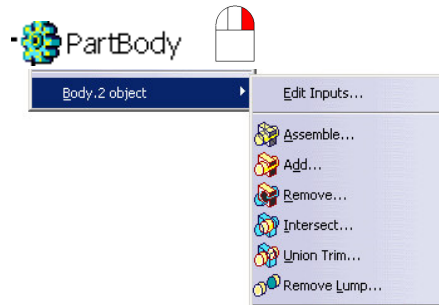 PartBody
Body.2 object
Edit Inputs...
Assemble...
Add...
Remove...
Intersect...
Union Trim...
Remove Lump...